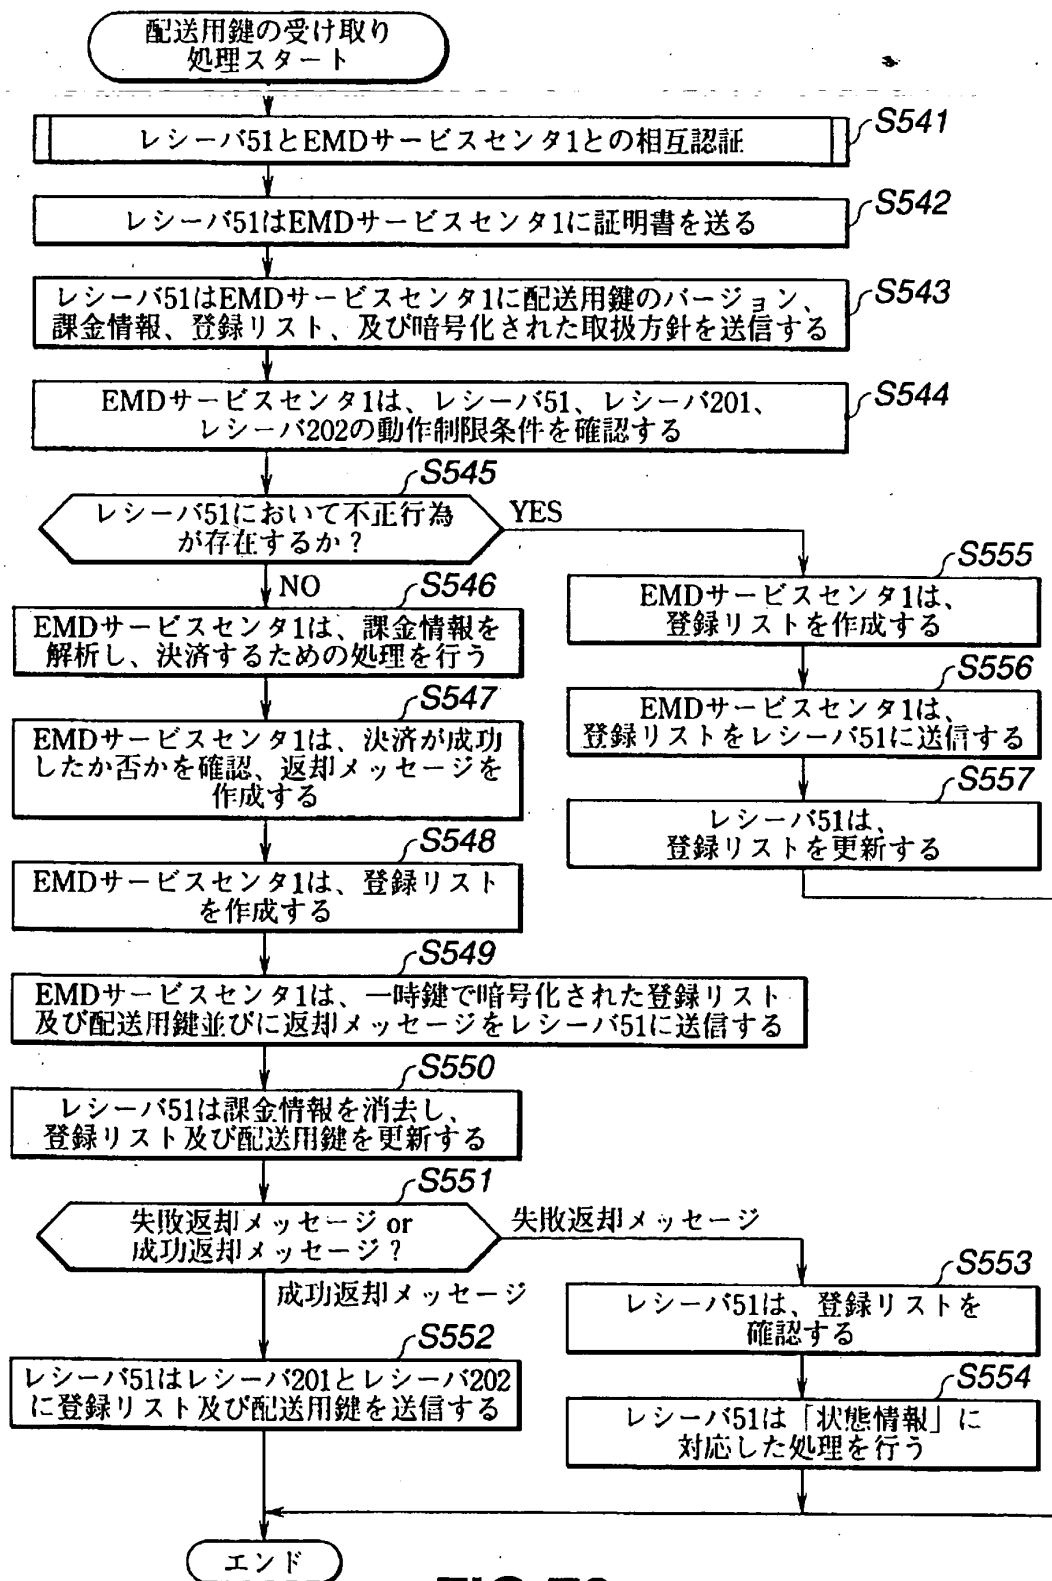 配送用鍵の受け取り
処理スタート
S541
レシーバ51とEMDサービスセンタ1との相互認証
S542
レシーバ51はEMDサービスセンタ1に証明書を送る
S543
レシーバ51はEMDサービスセンタ1に配送用鍵のバージョン、
課金情報、登録リスト、及び暗号化された取扱方針を送信する
S544
EMDサービスセンタ1は、レシーバ51、レシーバ201、
レシーバ202の動作制限条件を確認する
S545
レシーバ51において不正行為
が存在するか？
YES
NO
S546
EMDサービスセンタ1は、課金情報を
解析し、決済するための処理を行う
S547
EMDサービスセンタ1は、決済が成功
したか否かを確認、返却メッセージを
作成する
S548
EMDサービスセンタ1は、登録リスト
を作成する
S555
EMDサービスセンタ1は、
登録リストを作成する
S556
EMDサービスセンタ1は、
登録リストをレシーバ51に送信する
S557
レシーバ51は、
登録リストを更新する
S549
EMDサービスセンタ1は、一時鍵で暗号化された登録リスト
及び配送用鍵並びに返却メッセージをレシーバ51に送信する
S550
レシーバ51は課金情報を消去し、
登録リスト及び配送用鍵を更新する
S551
失敗返却メッセージ or
成功返却メッセージ？
失敗返却メッセージ
成功返却メッセージ
S552
レシーバ51はレシーバ201とレシーバ202
に登録リスト及び配送用鍵を送信する
S553
レシーバ51は、登録リストを
確認する
S554
レシーバ51は「状態情報」に
対応した処理を行う
エンド